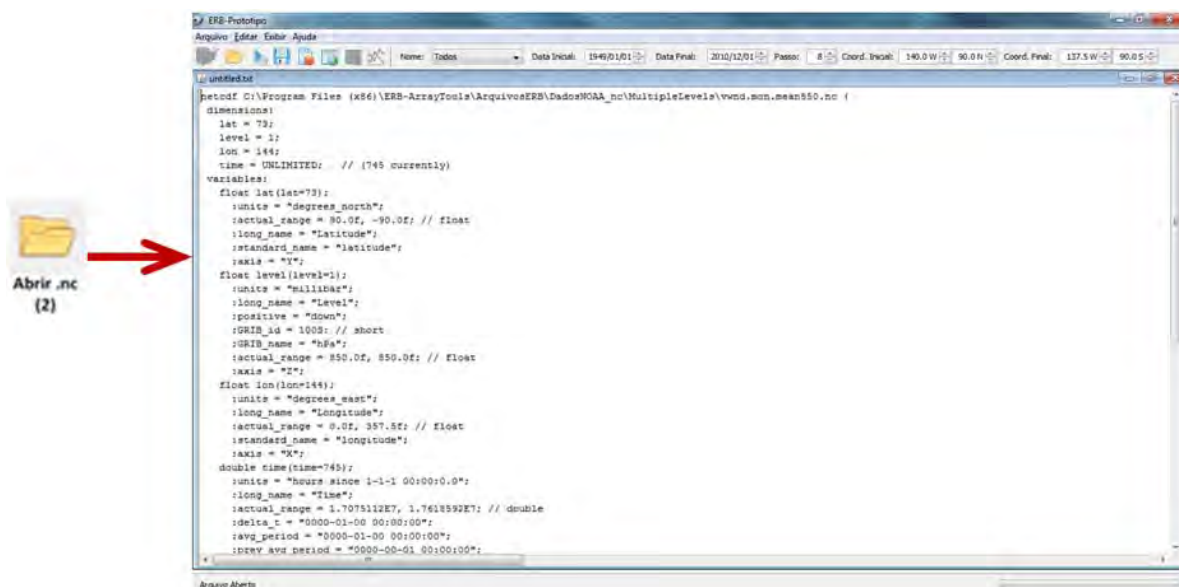 ERB-Prototipo
Arquivo Editar Exibir Ajuda
Nome: Todos Data Inicial: 1949/01/01 Data Final: 2010/12/01 Passo: 8 Coord. Inicial: 140.0 W 90.0 N Coord. Final: 137.5 W 90.0 S
untitled.txt
netcdf C:\Program Files (x86)\ERB-ArrayTools\ArquivosERB\DadosNOAA_nc\MultipleLevels\vwnd.mon.mean850.nc {
dimensions:
lat = 73;
level = 1;
lon = 144;
time = UNLIMITED; // (745 currently)
variables:
float lat(lat=73);
:units = "degrees_north";
:actual_range = 90.0f, -90.0f; // float
:long_name = "Latitude";
:standard_name = "latitude";
:axis = "Y";
float level(level=1);
:units = "millibar";
:long_name = "Level";
:positive = "down";
:GRIB_id = 100S; // short
:GRIB_name = "hPa";
:actual_range = 850.0f, 850.0f; // float
:axis = "Z";
float lon(lon=144);
:units = "degrees_east";
:long_name = "Longitude";
:actual_range = 0.0f, 357.5f; // float
:standard_name = "longitude";
:axis = "X";
double time(time=745);
:units = "hours since 1-1-1 00:00:0.0";
:long_name = "Time";
:actual_range = 1.7075112E7, 1.7618592E7; // double
:delta_t = "0000-01-00 00:00:00";
:avg_period = "0000-01-00 00:00:00";
:prev_avg_period = "0000-00-01 00:00:00";
Arquivo Aberto
Abrir .nc
(2)